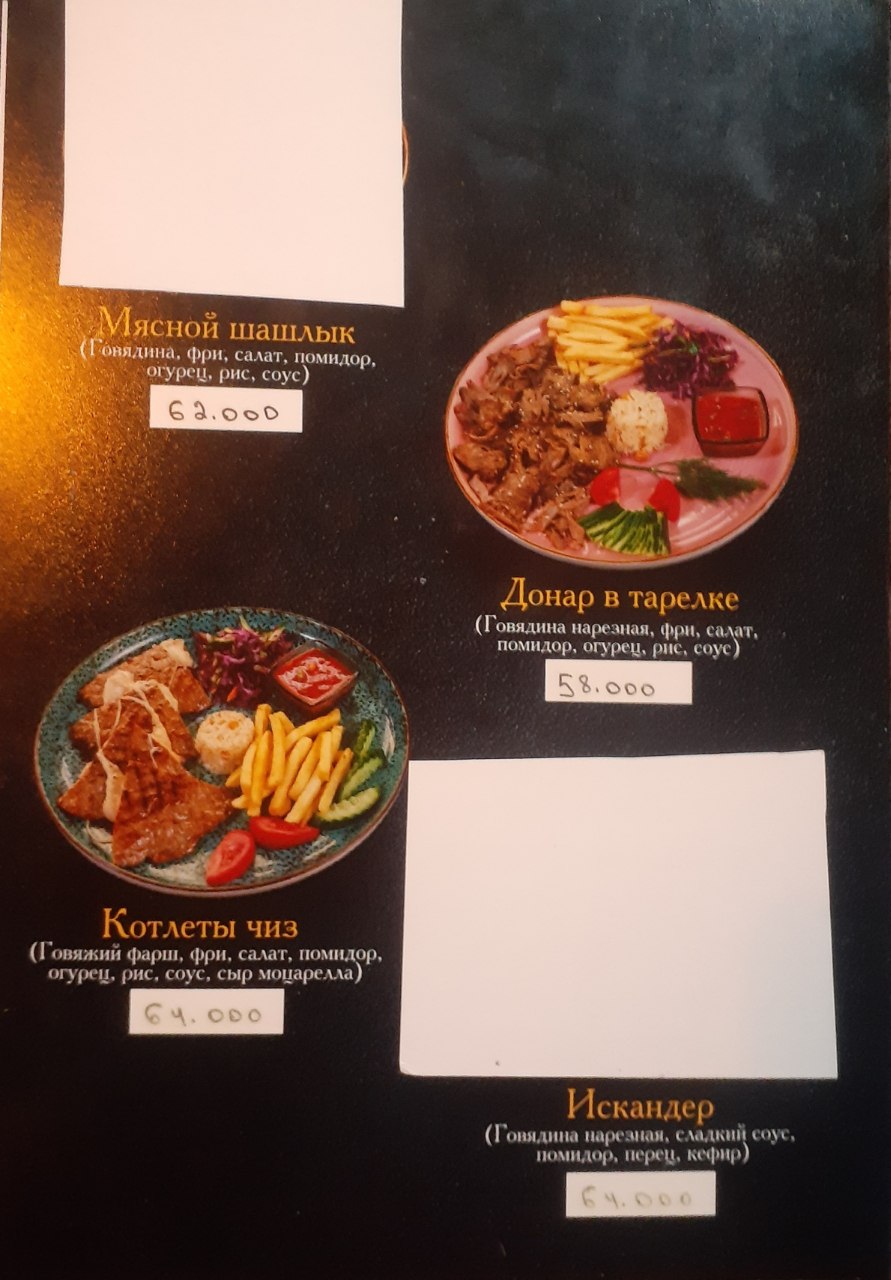 Мясной шашлык
(Говядина, фри, салат, помидор,
огурец, рис, соус)
62.000
Донар в тарелке
(Говядина нарезная, фри, салат,
помидор, огурец, рис, соус)
58.000
Котлеты чиз
(Говяжий фарш, фри, салат, помидор,
огурец, рис, соус, сыр моцарелла)
64.000
Искандер
(Говядина нарезная, сладкий соус,
помидор, перец, кефир)
64.000